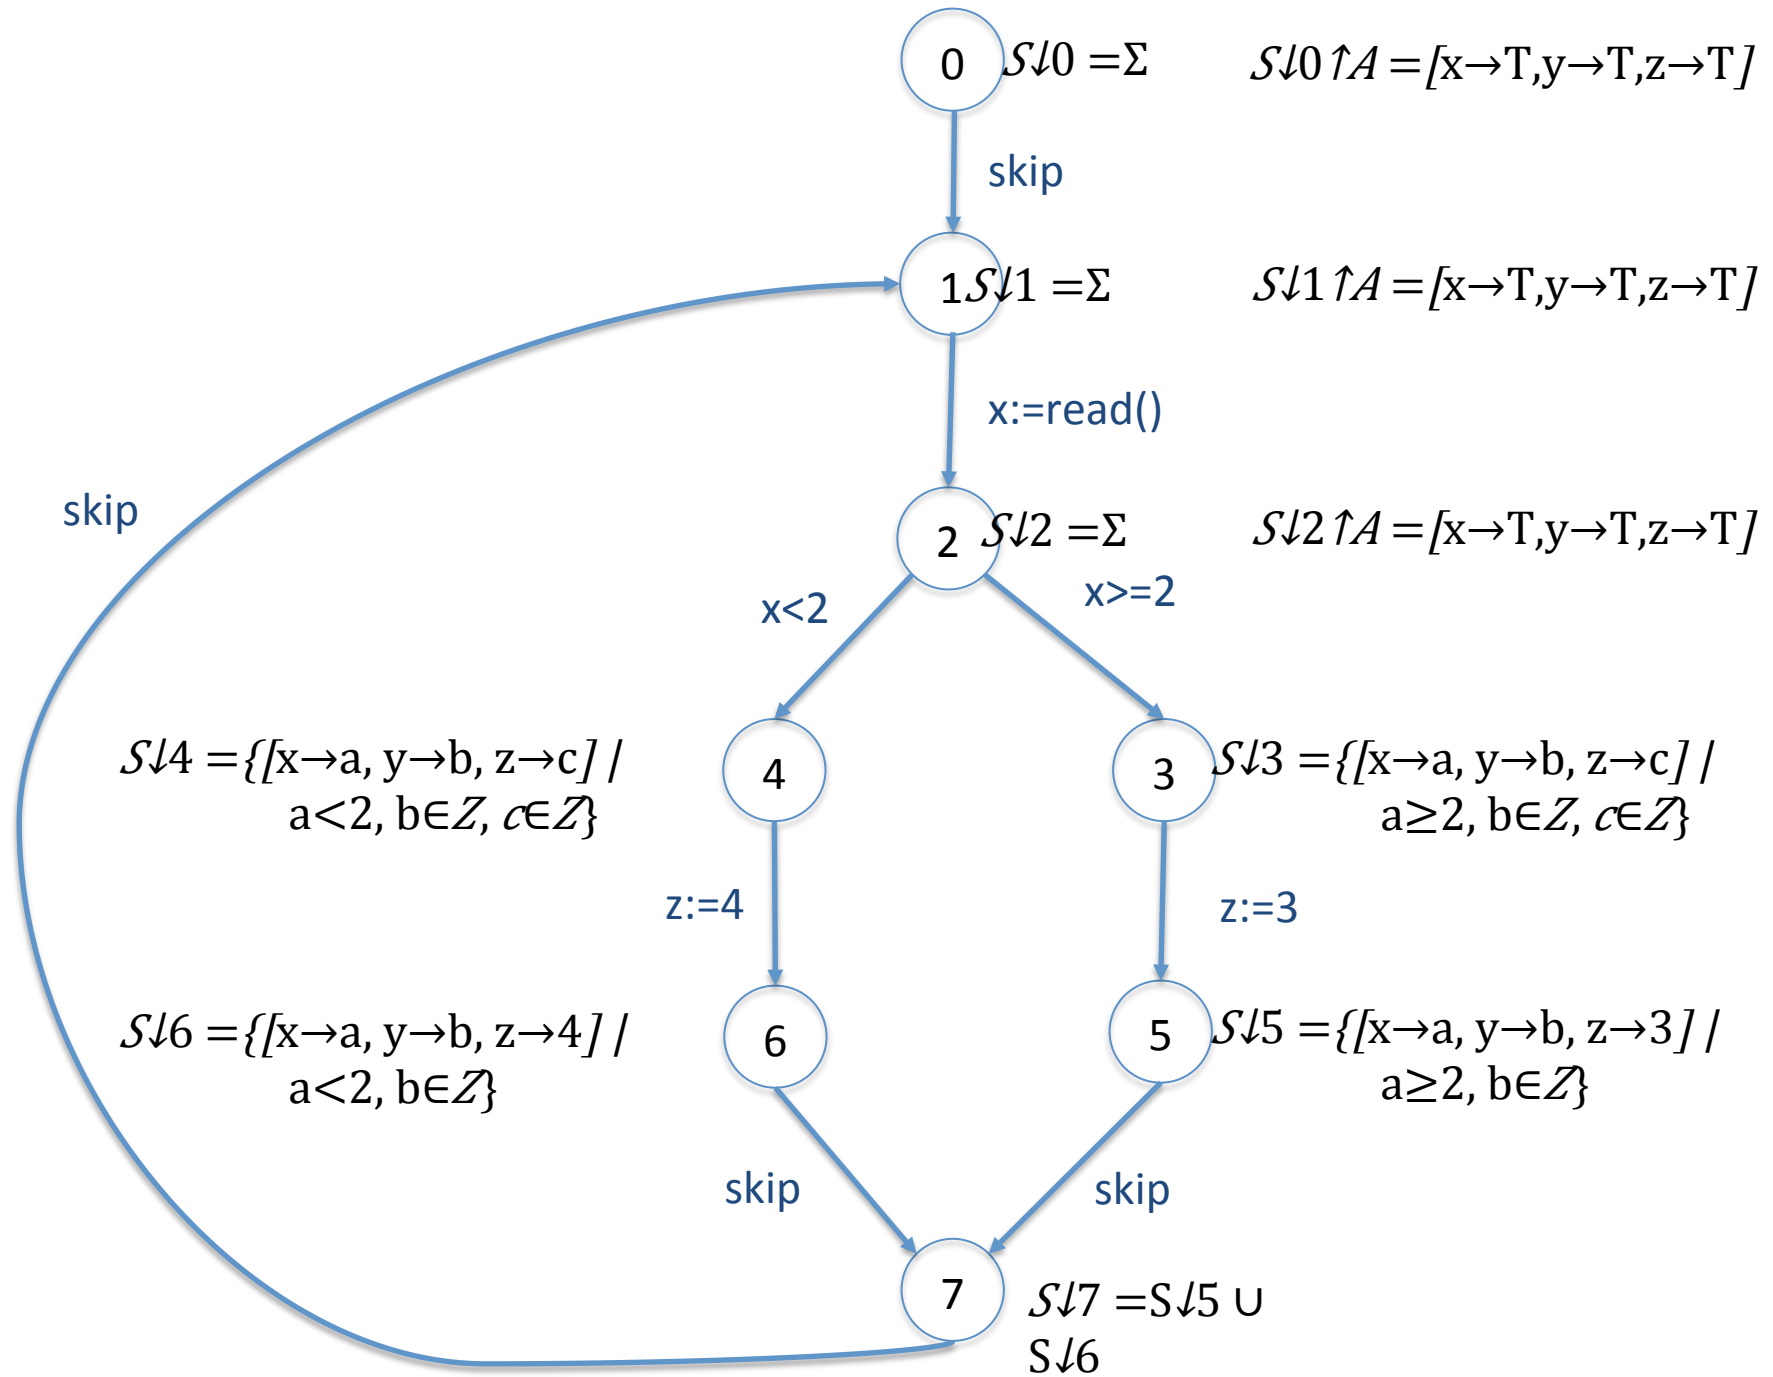 0
S↓0 =Σ
S↓0↑A =[x→T,y→T,z→T]
skip
1
S↓1 =Σ
S↓1↑A =[x→T,y→T,z→T]
x:=read()
skip
2
S↓2 =Σ
S↓2↑A =[x→T,y→T,z→T]
x<2
x>=2
S↓4 ={[x→a, y→b, z→c] |
a<2, b∈Z, c∈Z}
4
3
S↓3 ={[x→a, y→b, z→c] |
a≥2, b∈Z, c∈Z}
z:=4
z:=3
S↓6 ={[x→a, y→b, z→4] |
a<2, b∈Z}
6
5
S↓5 ={[x→a, y→b, z→3] |
a≥2, b∈Z}
skip
skip
7
S↓7 =S↓5 ∪
S↓6